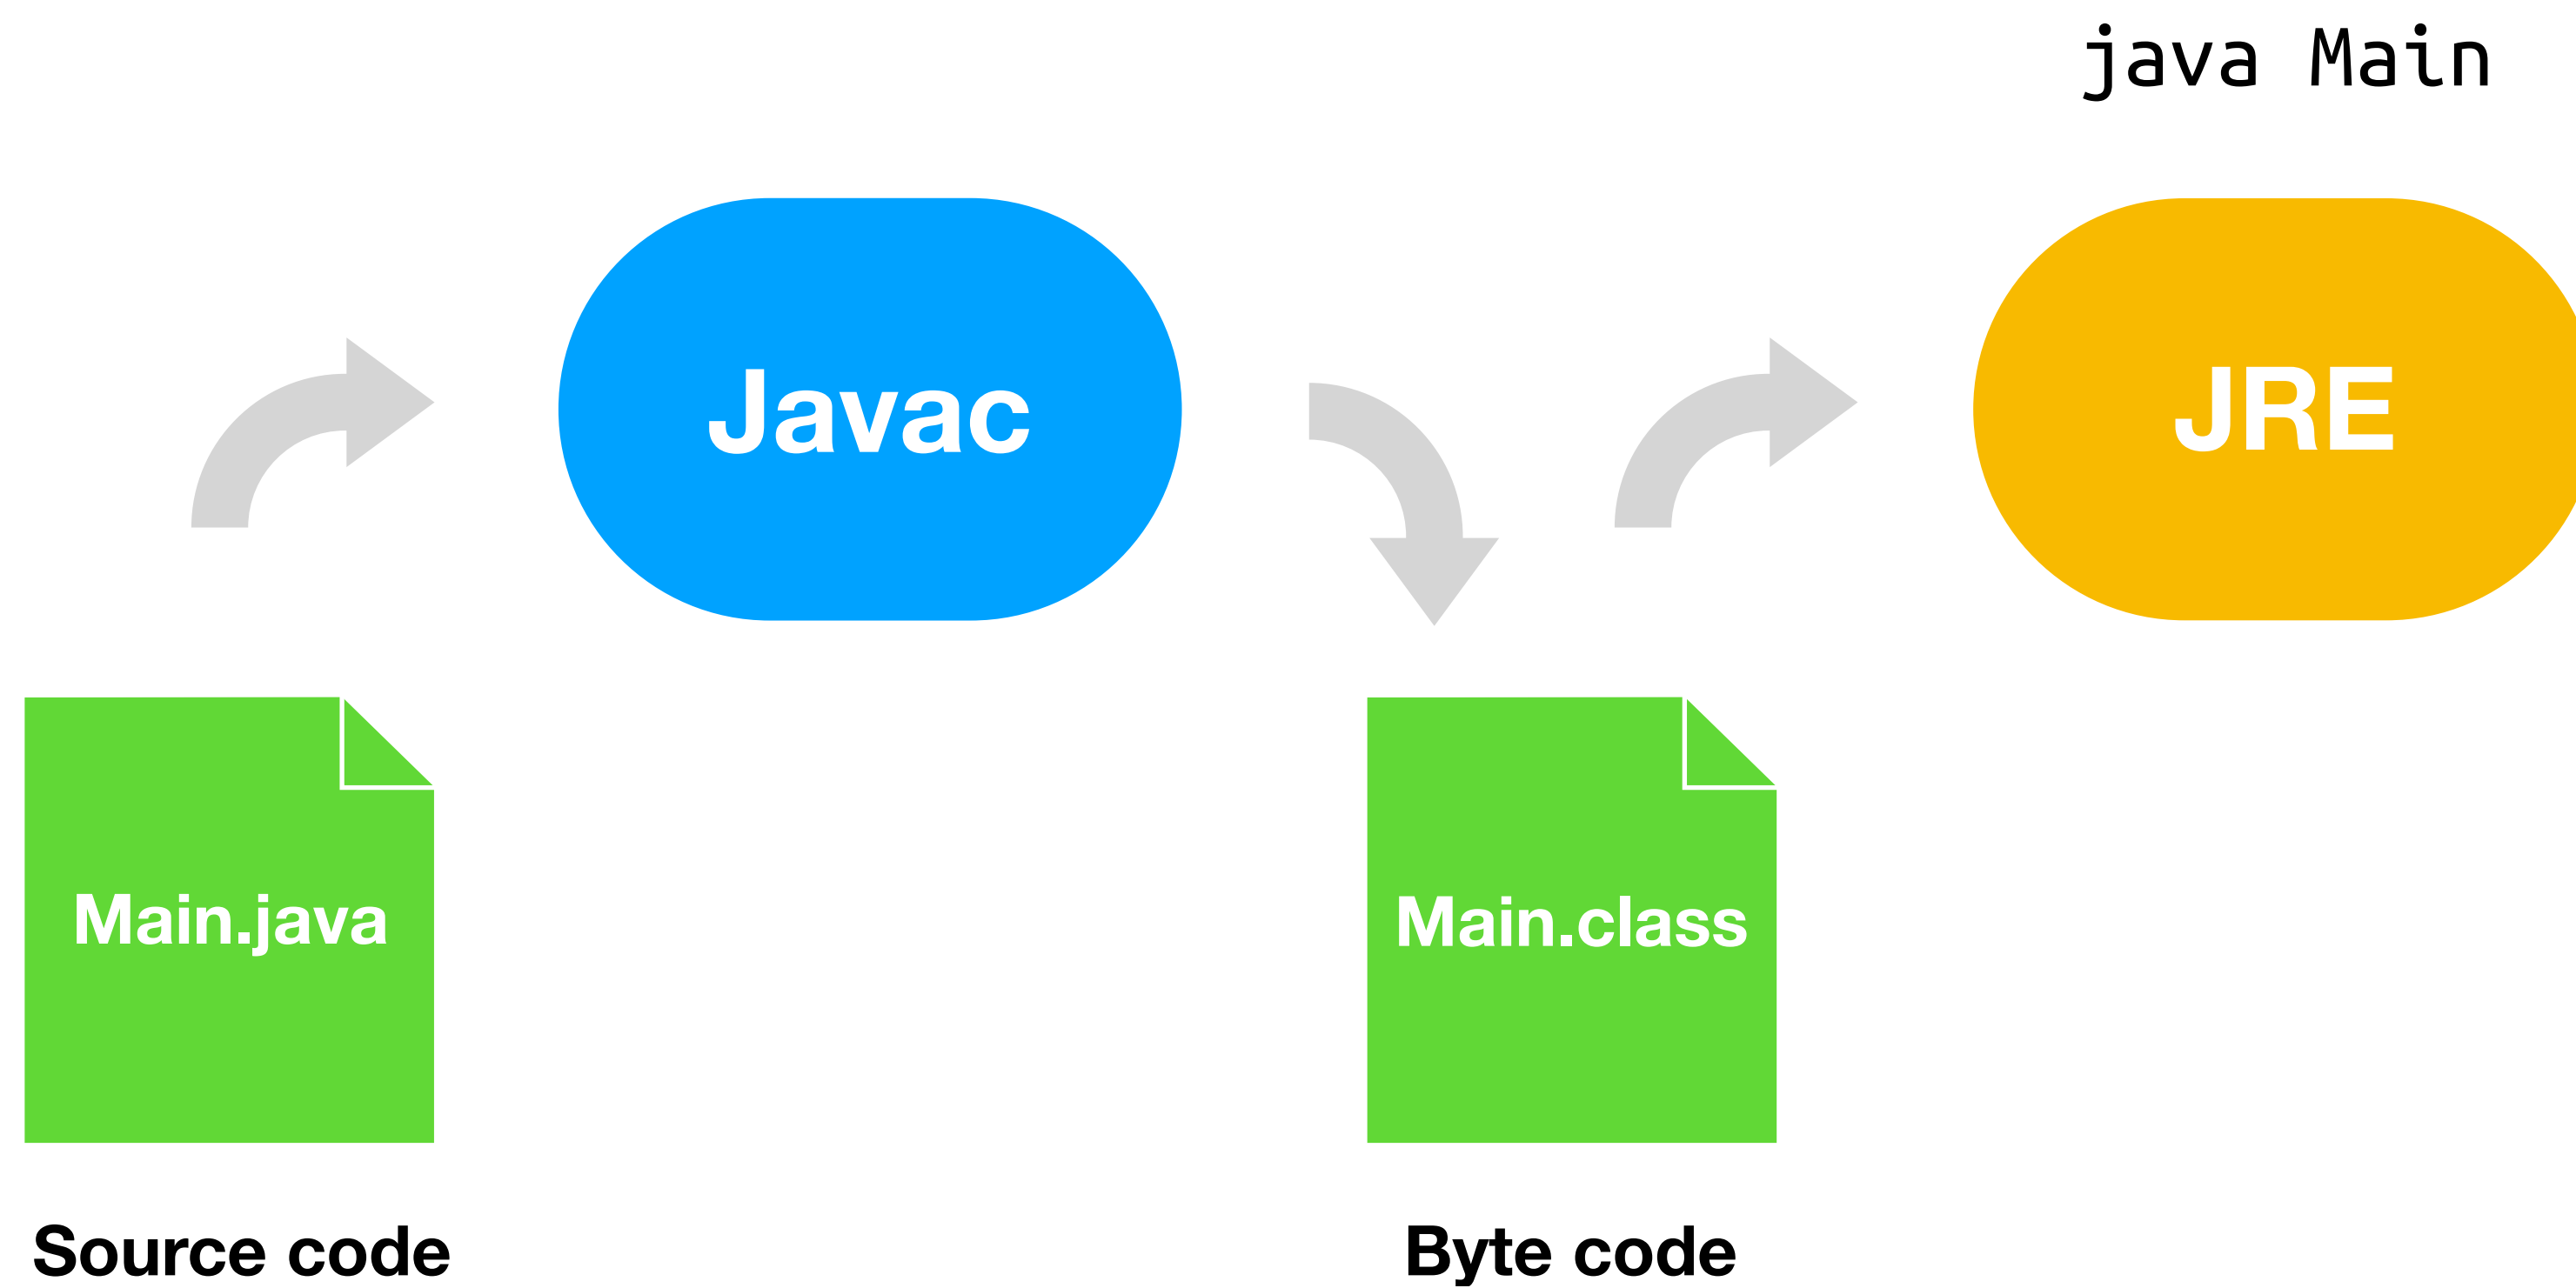 java Main
Javac
JRE
Main.java
Main.class
Source code
Byte code